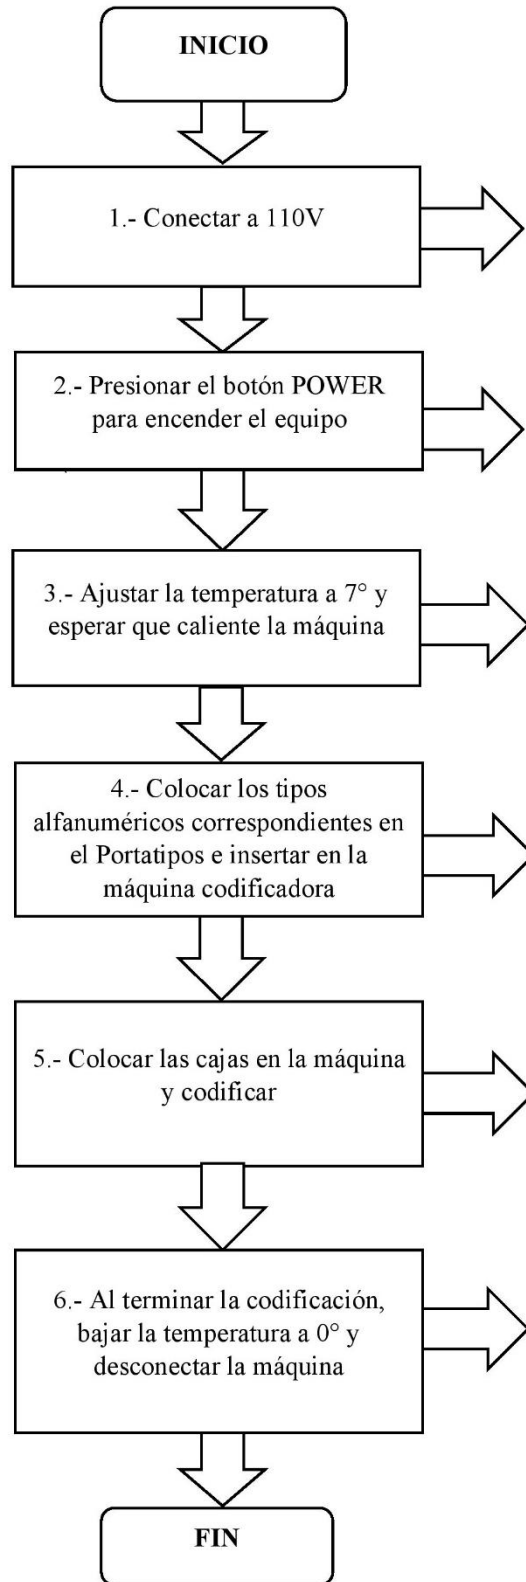 INICIO
1.- Conectar a 110V
2.- Presionar el botón POWER
para encender el equipo
3.- Ajustar la temperatura a 7° y
esperar que caliente la máquina
4.- Colocar los tipos
alfanuméricos correspondientes en
el Portatipos e insertar en la
máquina codificadora
5.- Colocar las cajas en la máquina
y codificar
6.- Al terminar la codificación,
bajar la temperatura a 0° y
desconectar la máquina
FIN